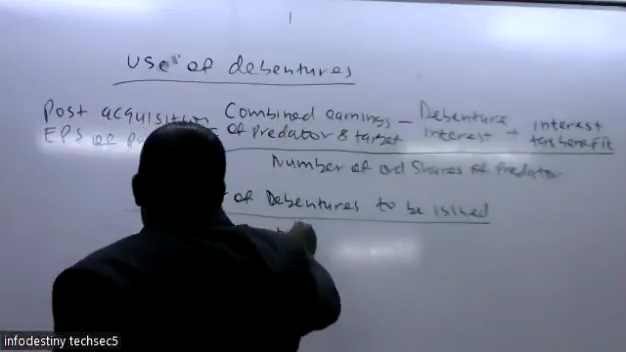 Use of debentures
Post acquisition Combined earnings - Debenture + interest
EPS of Predator & target interest tax benefit
Number of ord shares of Predator
of Debentures to be issued
infodestiny techsec5